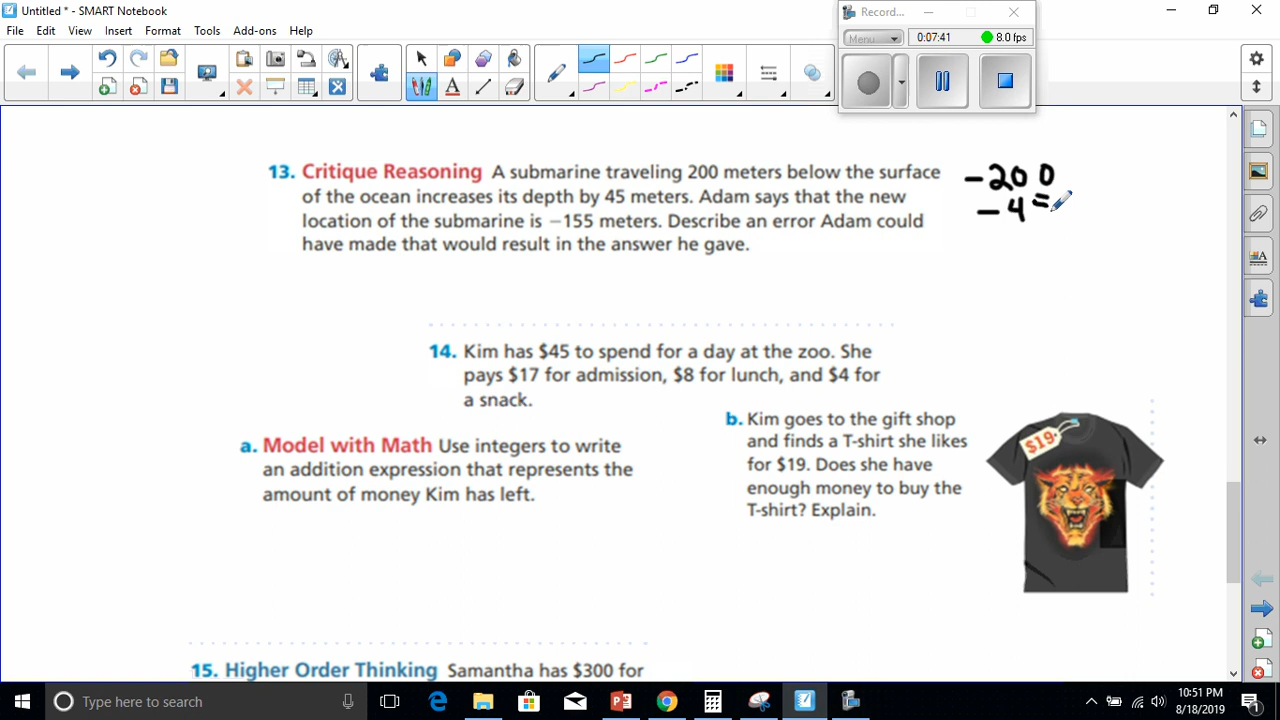 Untitled * - SMART Notebook
File Edit View Insert Format Tools Add-ons Help
Record...
Menu 0:07:41 8.0 fps
13. Critique Reasoning A submarine traveling 200 meters below the surface
of the ocean increases its depth by 45 meters. Adam says that the new
location of the submarine is −155 meters. Describe an error Adam could
have made that would result in the answer he gave.
-200
-4
14. Kim has $45 to spend for a day at the zoo. She
pays $17 for admission, $8 for lunch, and $4 for
a snack.
a. Model with Math Use integers to write
an addition expression that represents the
amount of money Kim has left.
b. Kim goes to the gift shop
and finds a T-shirt she likes
for $19. Does she have
enough money to buy the
T-shirt? Explain.
$19
15. Higher Order Thinking Samantha has $300 for
Type here to search
10:51 PM
8/18/2019